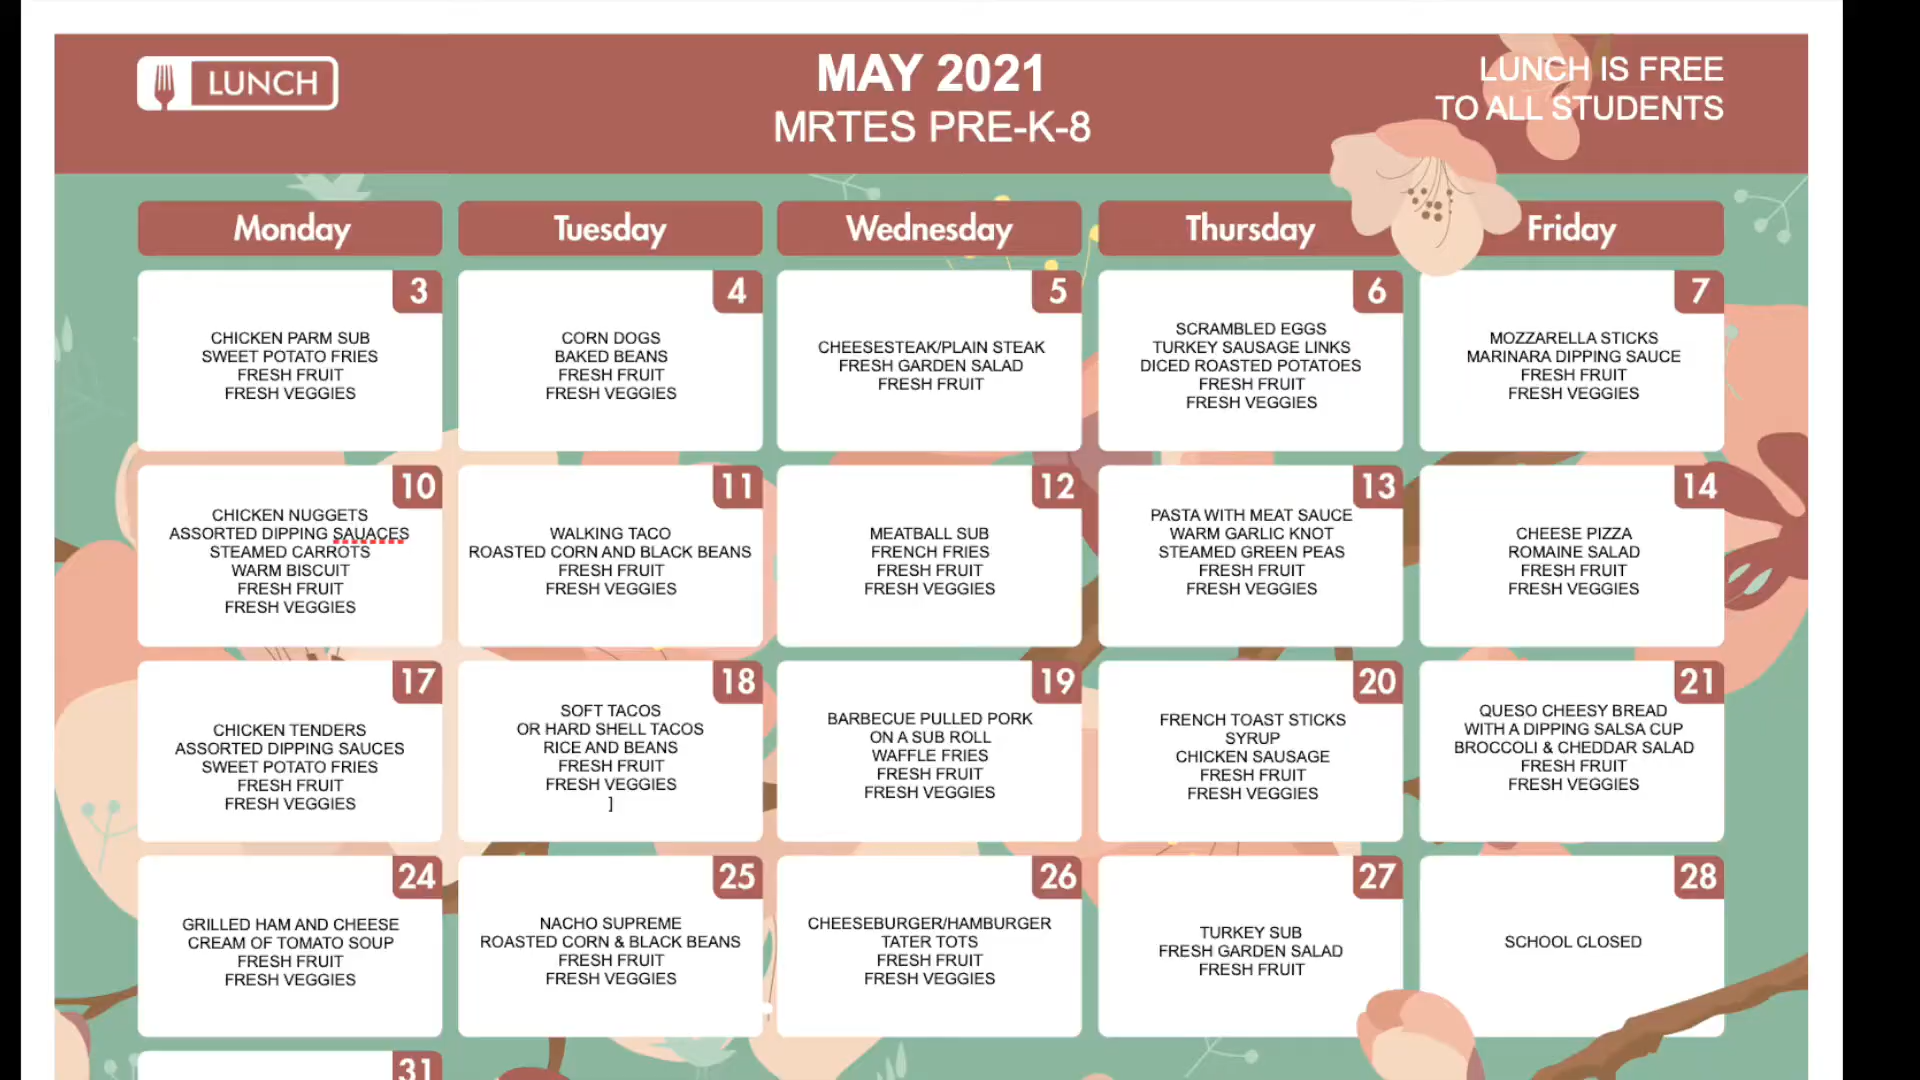 LUNCH
MAY 2021
MRTES PRE-K-8
LUNCH IS FREE
TO ALL STUDENTS
Monday
Tuesday
Wednesday
Thursday
Friday
3
CHICKEN PARM SUB
SWEET POTATO FRIES
FRESH FRUIT
FRESH VEGGIES
4
CORN DOGS
BAKED BEANS
FRESH FRUIT
FRESH VEGGIES
5
CHEESESTEAK/PLAIN STEAK
FRESH GARDEN SALAD
FRESH FRUIT
6
SCRAMBLED EGGS
TURKEY SAUSAGE LINKS
DICED ROASTED POTATOES
FRESH FRUIT
FRESH VEGGIES
7
MOZZARELLA STICKS
MARINARA DIPPING SAUCE
FRESH FRUIT
FRESH VEGGIES
10
CHICKEN NUGGETS
ASSORTED DIPPING SAUACES
STEAMED CARROTS
WARM BISCUIT
FRESH FRUIT
FRESH VEGGIES
11
WALKING TACO
ROASTED CORN AND BLACK BEANS
FRESH FRUIT
FRESH VEGGIES
12
MEATBALL SUB
FRENCH FRIES
FRESH FRUIT
FRESH VEGGIES
13
PASTA WITH MEAT SAUCE
WARM GARLIC KNOT
STEAMED GREEN PEAS
FRESH FRUIT
FRESH VEGGIES
14
CHEESE PIZZA
ROMAINE SALAD
FRESH FRUIT
FRESH VEGGIES
17
CHICKEN TENDERS
ASSORTED DIPPING SAUCES
SWEET POTATO FRIES
FRESH FRUIT
FRESH VEGGIES
18
SOFT TACOS
OR HARD SHELL TACOS
RICE AND BEANS
FRESH FRUIT
FRESH VEGGIES
]
19
BARBECUE PULLED PORK
ON A SUB ROLL
WAFFLE FRIES
FRESH FRUIT
FRESH VEGGIES
20
FRENCH TOAST STICKS
SYRUP
CHICKEN SAUSAGE
FRESH FRUIT
FRESH VEGGIES
21
QUESO CHEESY BREAD
WITH A DIPPING SALSA CUP
BROCCOLI & CHEDDAR SALAD
FRESH FRUIT
FRESH VEGGIES
24
GRILLED HAM AND CHEESE
CREAM OF TOMATO SOUP
FRESH FRUIT
FRESH VEGGIES
25
NACHO SUPREME
ROASTED CORN & BLACK BEANS
FRESH FRUIT
FRESH VEGGIES
26
CHEESEBURGER/HAMBURGER
TATER TOTS
FRESH FRUIT
FRESH VEGGIES
27
TURKEY SUB
FRESH GARDEN SALAD
FRESH FRUIT
28
SCHOOL CLOSED
31